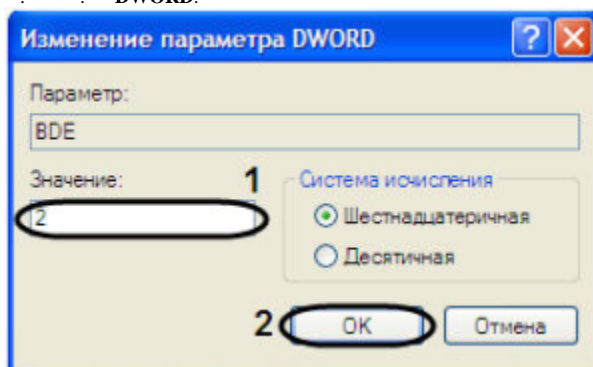 DWORD.
Изменение параметра DWORD
Параметр:
BDE
Значение: 1 Система исчисления
2 Шестнадцатеричная
Десятичная
2 OK Отмена